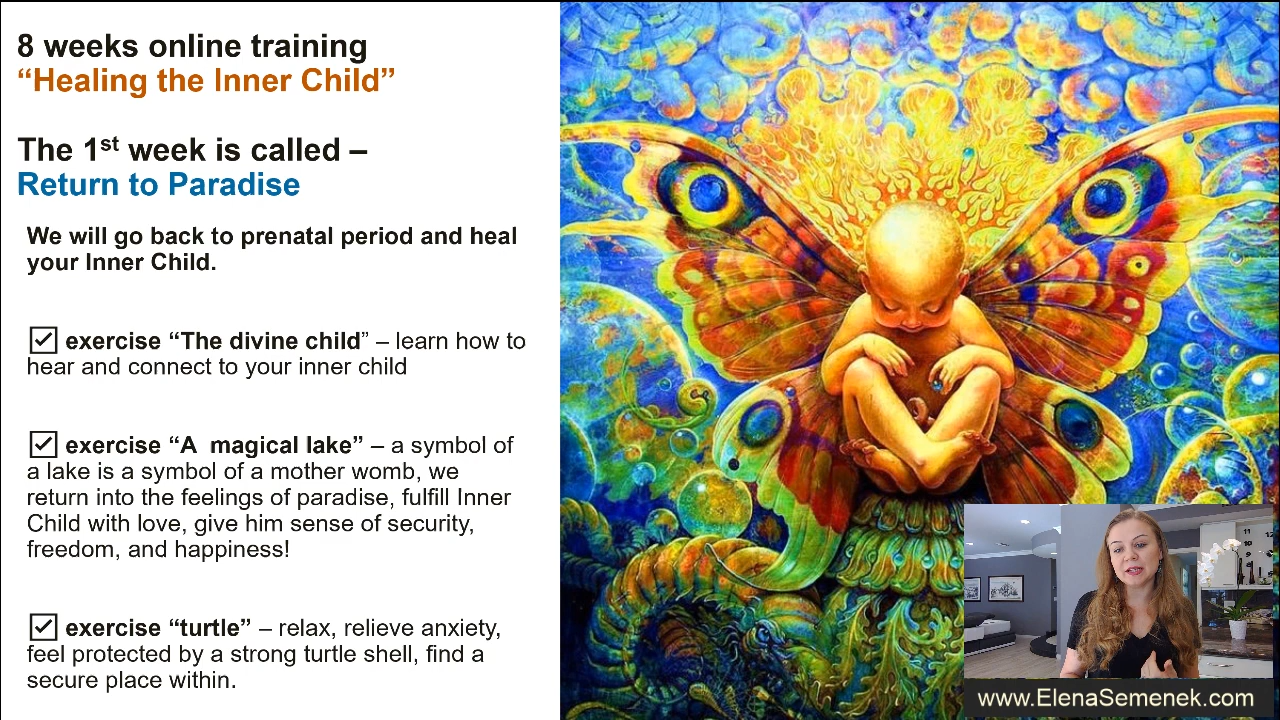 8 weeks online training
“Healing the Inner Child”
The 1st week is called –
Return to Paradise
We will go back to prenatal period and heal
your Inner Child.
exercise “The divine child” – learn how to
hear and connect to your inner child
exercise “A magical lake” – a symbol of
a lake is a symbol of a mother womb, we
return into the feelings of paradise, fulfill Inner
Child with love, give him sense of security,
freedom, and happiness!
exercise “turtle” – relax, relieve anxiety,
feel protected by a strong turtle shell, find a
secure place within.
www.ElenaSemenek.com